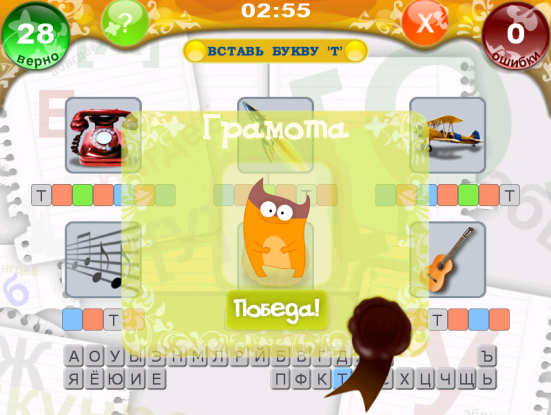 02:55
28
верно
?
X
0
ошибки
ВСТАВЬ БУКВУ 'Т'
Грамота
Т
Т
Т
Победа!
Т
Т
А О У Ы Э Н М Л Р Й Б В Г Д Ъ
Я Ё Ю И Е П Ф К Т С Х Ц Ч Щ Ь